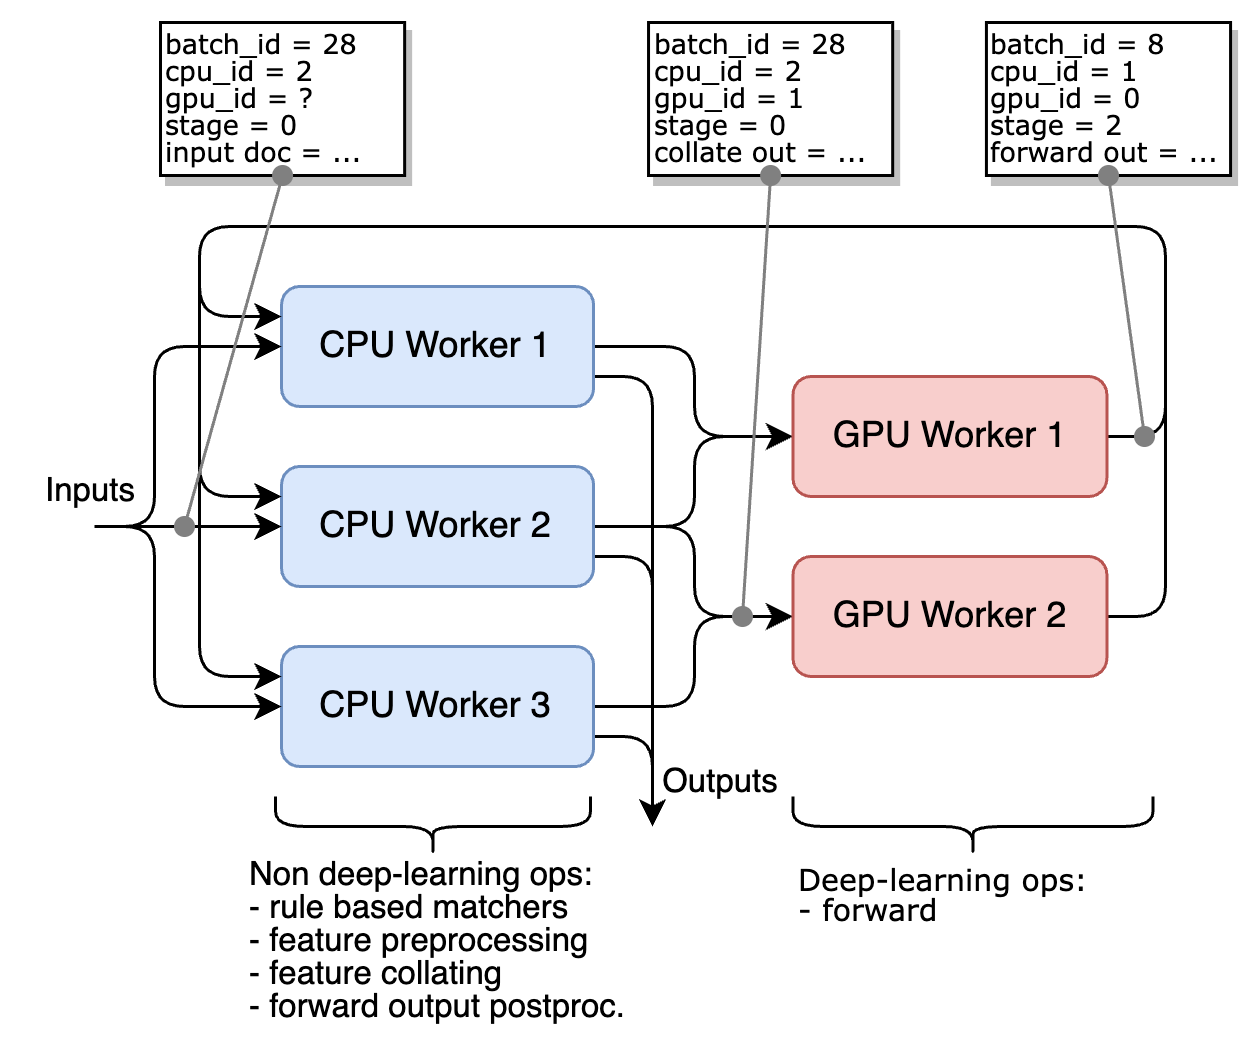 batch_id = 28
cpu_id = 2
gpu_id = ?
stage = 0
input doc = ...
batch_id = 28
cpu_id = 2
gpu_id = 1
stage = 0
collate out = ...
batch_id = 8
cpu_id = 1
gpu_id = 0
stage = 2
forward out = ...
CPU Worker 1
GPU Worker 1
Inputs
CPU Worker 2
GPU Worker 2
CPU Worker 3
Outputs
Non deep-learning ops:
- rule based matchers
- feature preprocessing
- feature collating
- forward output postproc.
Deep-learning ops:
- forward